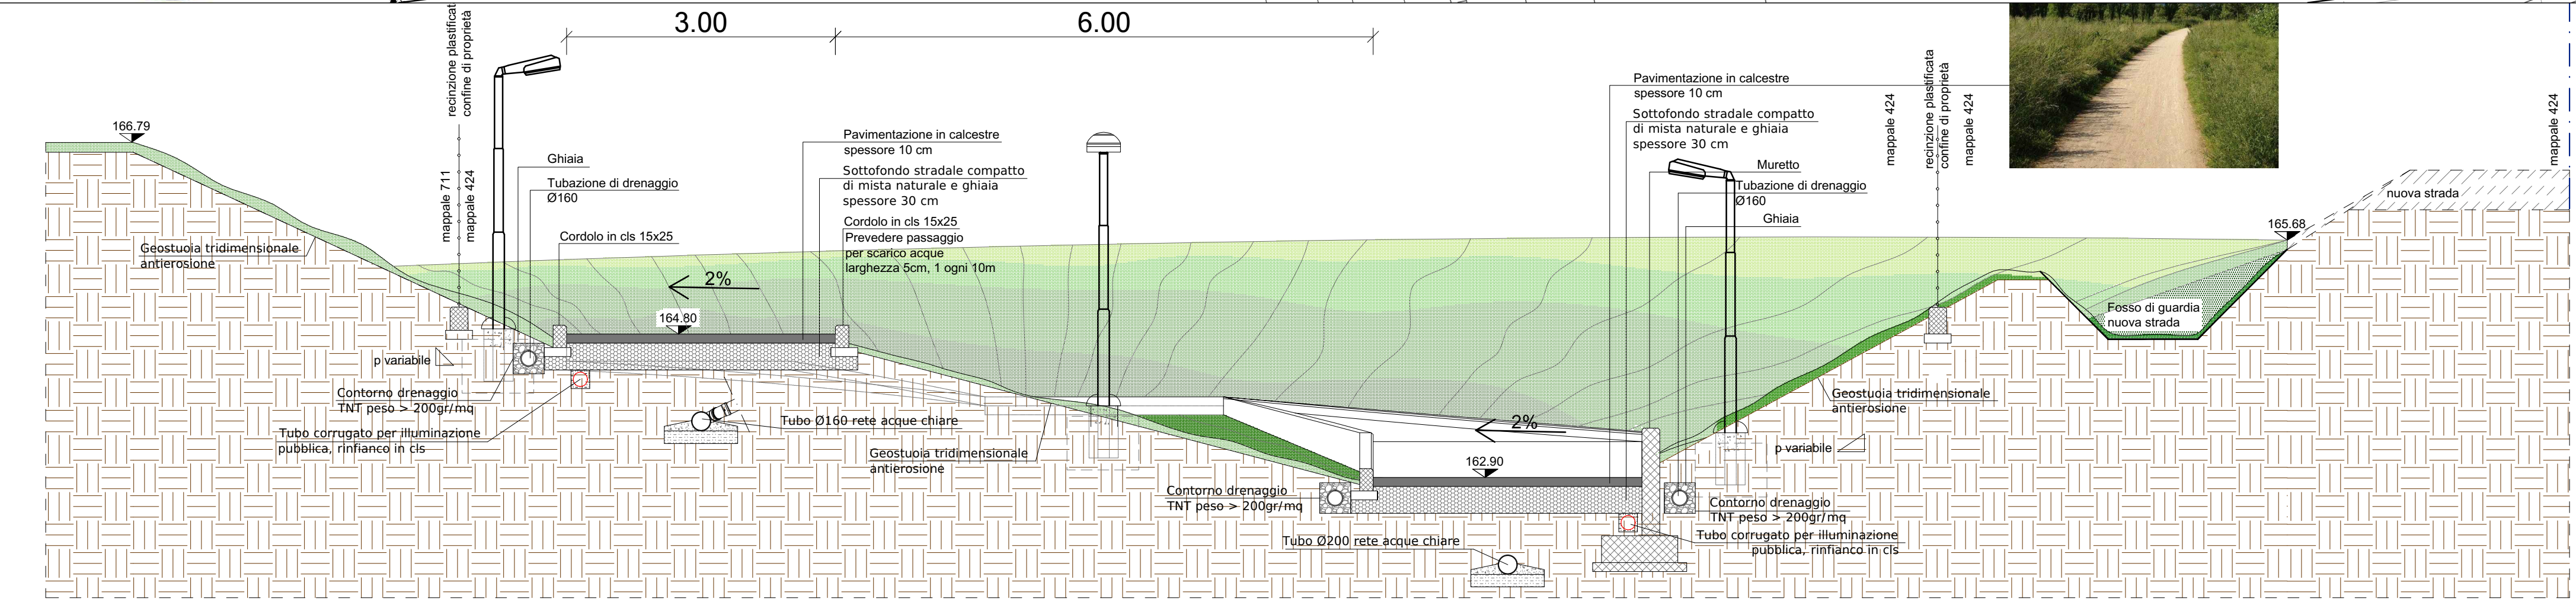 3.00
6.00
recinzione plastificat
confine di proprietà
166.79
mappale 711
mappale 424
Geostuoia tridimensionale
antierosione
Ghiaia
Tubazione di drenaggio
Ø160
Cordolo in cls 15x25
Pavimentazione in calcestre
spessore 10 cm
Sottofondo stradale compatto
di mista naturale e ghiaia
spessore 30 cm
Cordolo in cls 15x25
Prevedere passaggio
per scarico acque
larghezza 5cm, 1 ogni 10m
2%
164.80
p variabile
Contorno drenaggio
TNT peso > 200gr/mq
Tubo corrugato per illuminazione
pubblica, rinfianco in cls
Tubo Ø160 rete acque chiare
Geostuoia tridimensionale
antierosione
Pavimentazione in calcestre
spessore 10 cm
Sottofondo stradale compatto
di mista naturale e ghiaia
spessore 30 cm
Muretto
Tubazione di drenaggio
Ø160
Ghiaia
mappale 424
recinzione plastificata
confine di proprietà
mappale 424
mappale 424
nuova strada
165.68
Fosso di guardia
nuova strada
Geostuoia tridimensionale
antierosione
2%
162.90
p variabile
Contorno drenaggio
TNT peso > 200gr/mq
Contorno drenaggio
TNT peso > 200gr/mq
Tubo corrugato per illuminazione
pubblica, rinfianco in cls
Tubo Ø200 rete acque chiare